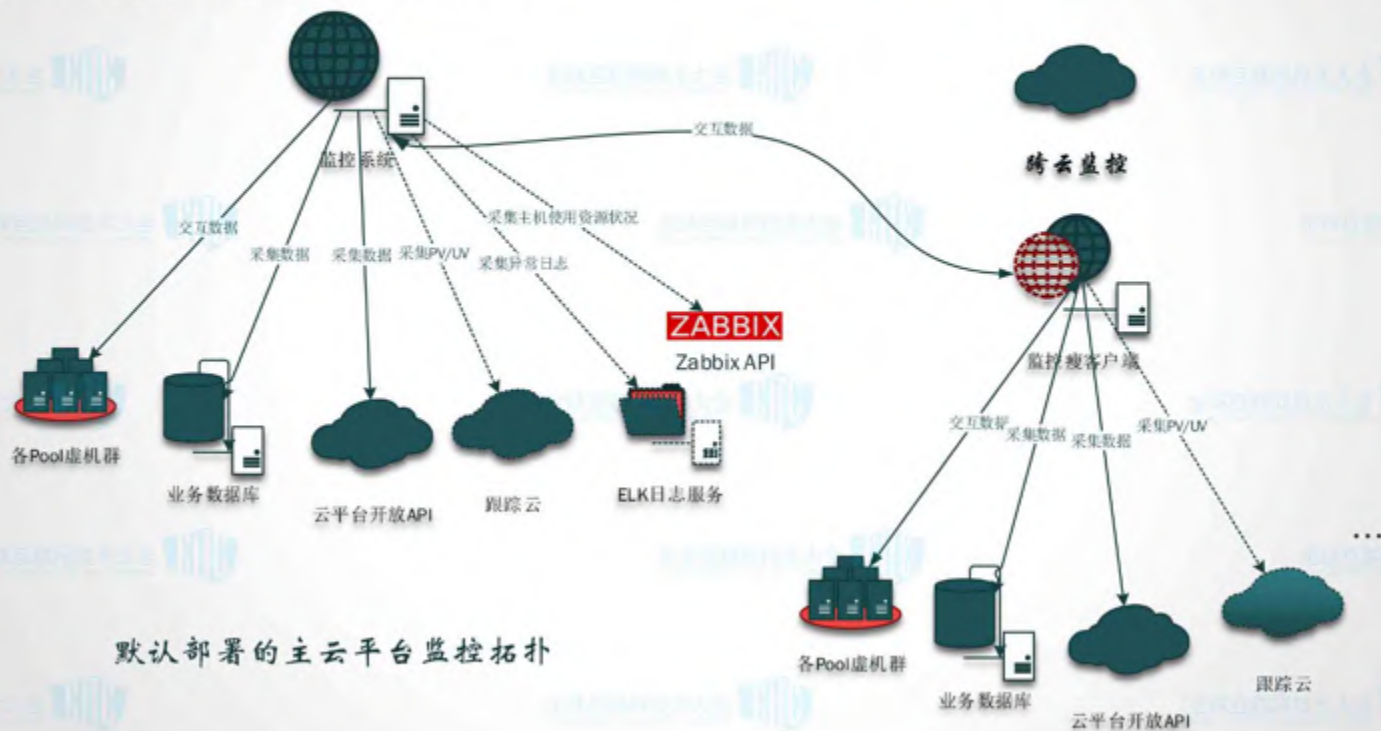 监控系统
交互数据
跨云监控
交互数据
采集数据
采集数据
采集PV/UV
采集异常日志
采集主机使用资源状况
ZABBIX
Zabbix API
各Pool虚机群
业务数据库
云平台开放API
跟踪云
ELK日志服务
默认部署的主云平台监控拓扑
监控瘦客户端
交互数据
采集数据
采集数据
采集PV/UV
各Pool虚机群
业务数据库
云平台开放API
跟踪云
...